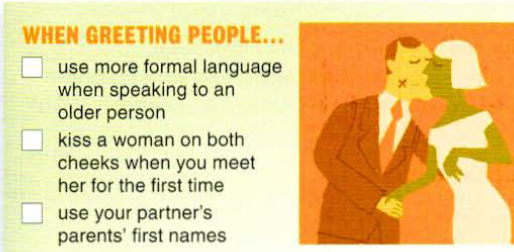 WHEN GREETING PEOPLE...
use more formal language
when speaking to an
older person
kiss a woman on both
cheeks when you meet
her for the first time
use your partner's
parents' first names